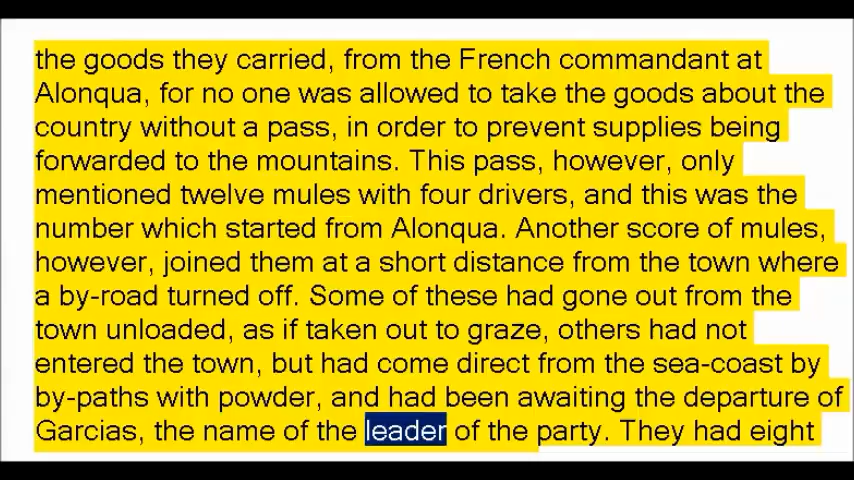 the goods they carried, from the French commandant at
Alonqua, for no one was allowed to take the goods about the
country without a pass, in order to prevent supplies being
forwarded to the mountains. This pass, however, only
mentioned twelve mules with four drivers, and this was the
number which started from Alonqua. Another score of mules,
however, joined them at a short distance from the town where
a by-road turned off. Some of these had gone out from the
town unloaded, as if taken out to graze, others had not
entered the town, but had come direct from the sea-coast by
by-paths with powder, and had been awaiting the departure of
Garcias, the name of the leader of the party. They had eight